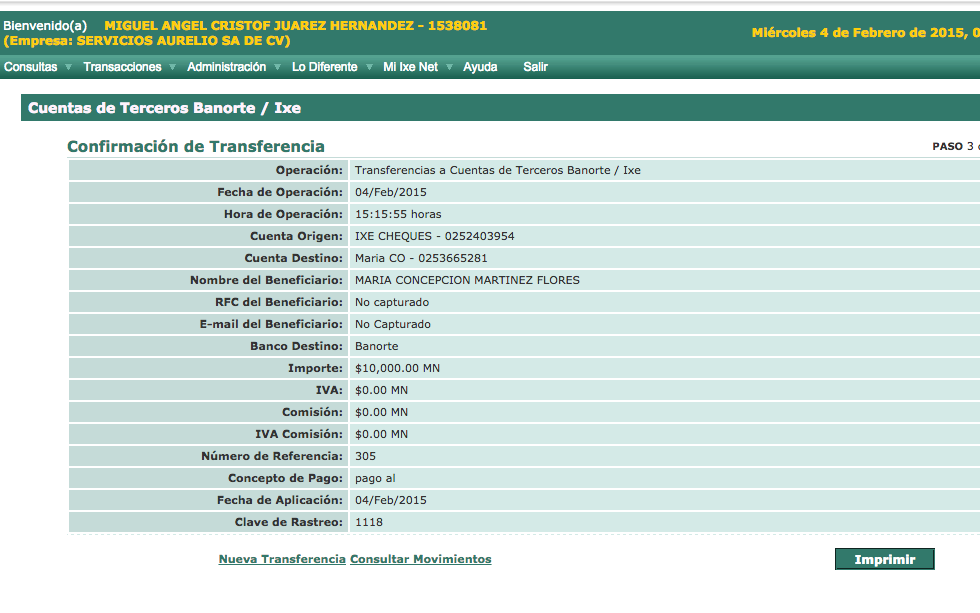 Bienvenido(a) MIGUEL ANGEL CRISTOF JUAREZ HERNANDEZ - 1538081
(Empresa: SERVICIOS AURELIO SA DE CV)
Miércoles 4 de Febrero de 2015, 0
Consultas Transacciones Administración Lo Diferente Mi Ixe Net Ayuda Salir
Cuentas de Terceros Banorte / Ixe
Confirmación de Transferencia
PASO 3
Operación: Transferencias a Cuentas de Terceros Banorte / Ixe
Fecha de Operación: 04/Feb/2015
Hora de Operación: 15:15:55 horas
Cuenta Origen: IXE CHEQUES - 0252403954
Cuenta Destino: Maria CO - 0253665281
Nombre del Beneficiario: MARIA CONCEPCION MARTINEZ FLORES
RFC del Beneficiario: No capturado
E-mail del Beneficiario: No Capturado
Banco Destino: Banorte
Importe: $10,000.00 MN
IVA: $0.00 MN
Comisión: $0.00 MN
IVA Comisión: $0.00 MN
Número de Referencia: 305
Concepto de Pago: pago al
Fecha de Aplicación: 04/Feb/2015
Clave de Rastreo: 1118
Nueva Transferencia Consultar Movimientos
Imprimir